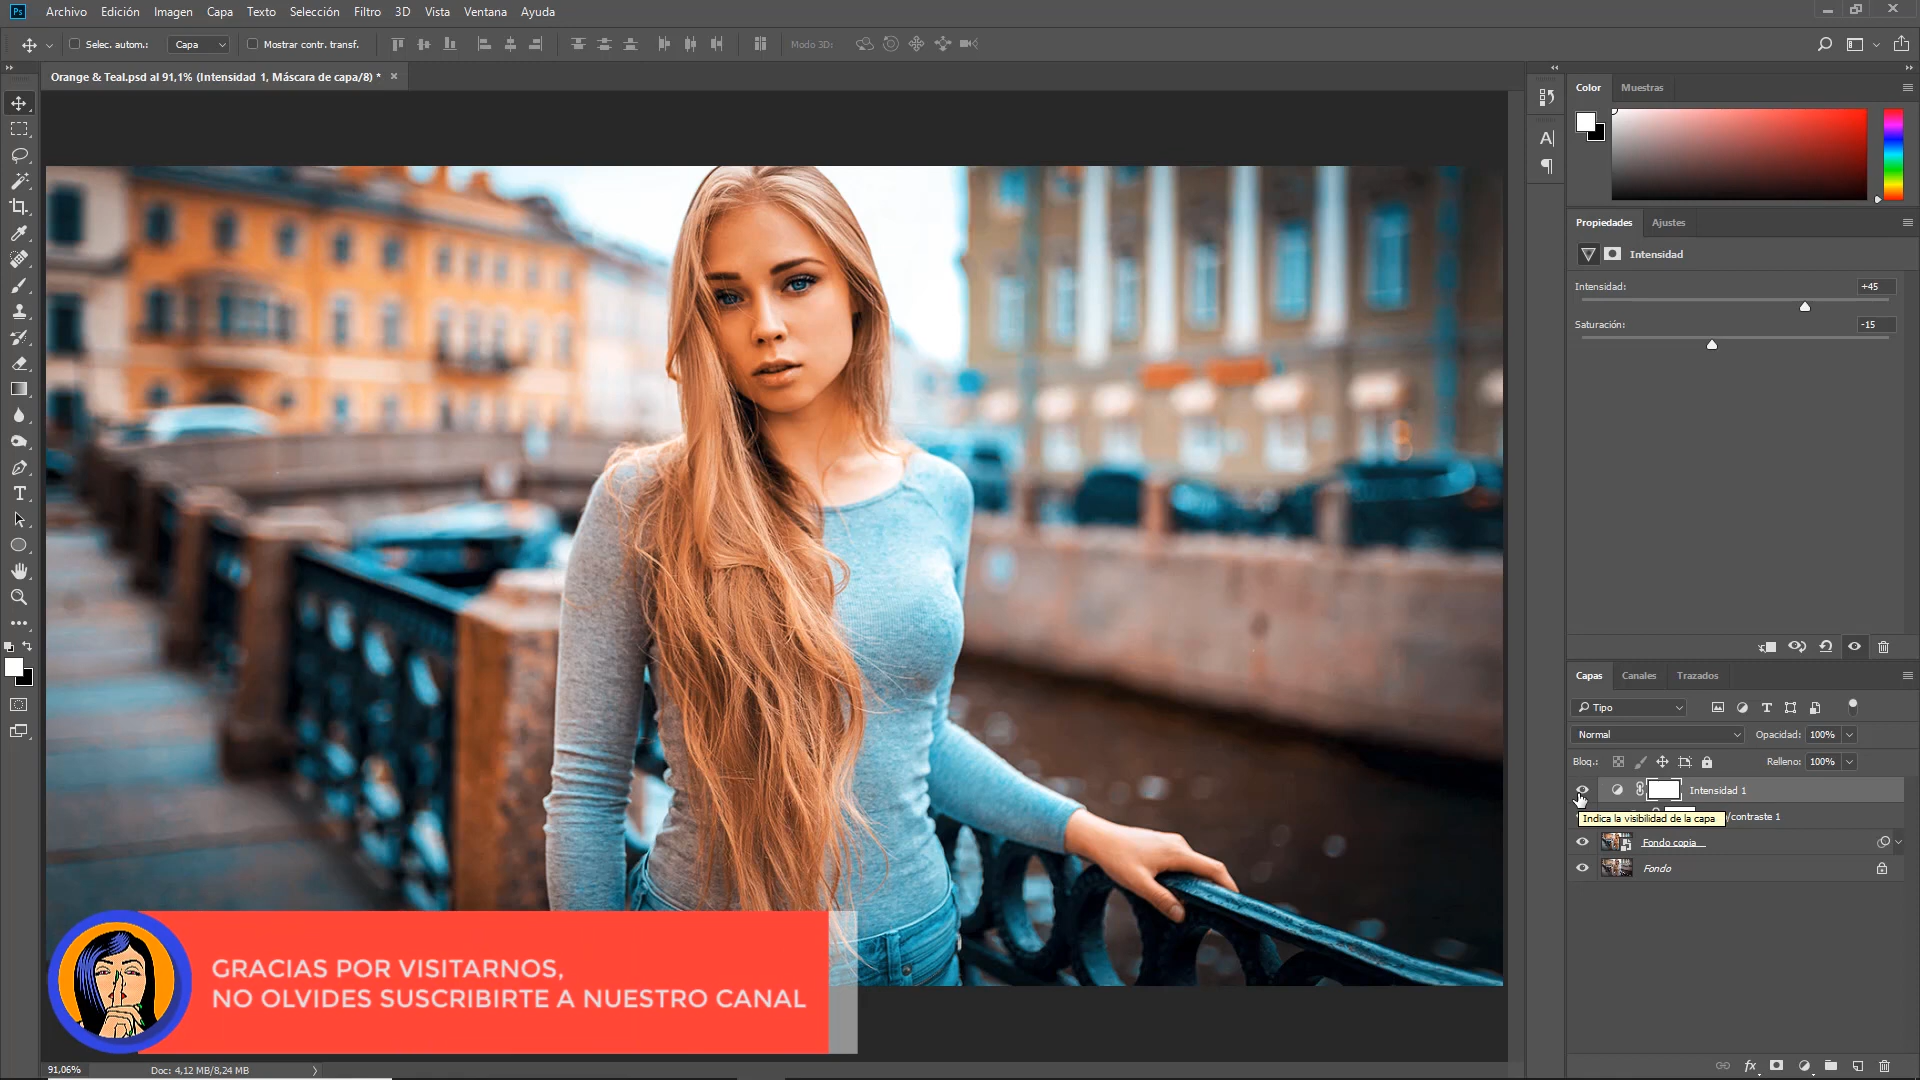 Ps Archivo Edición Imagen Capa Texto Selección Filtro 3D Vista Ventana Ayuda
Selec. autom.: Capa Mostrar contr. transf. Modo 3D:
Orange & Teal.psd al 91,1% (Intensidad 1, Máscara de capa/8) * ×
Color Muestras
Propiedades Ajustes
Intensidad
Intensidad: +45
Saturación: -15
Capas Canales Trazados
Tipo
Normal Opacidad: 100%
Bloq.: Relleno: 100%
Intensidad 1
Indica la visibilidad de la capa /contraste 1
Fondo copia
Fondo
GRACIAS POR VISITARNOS,
NO OLVIDES SUSCRIBIRTE A NUESTRO CANAL
91,06% Doc: 4,12 MB/8,24 MB
fx